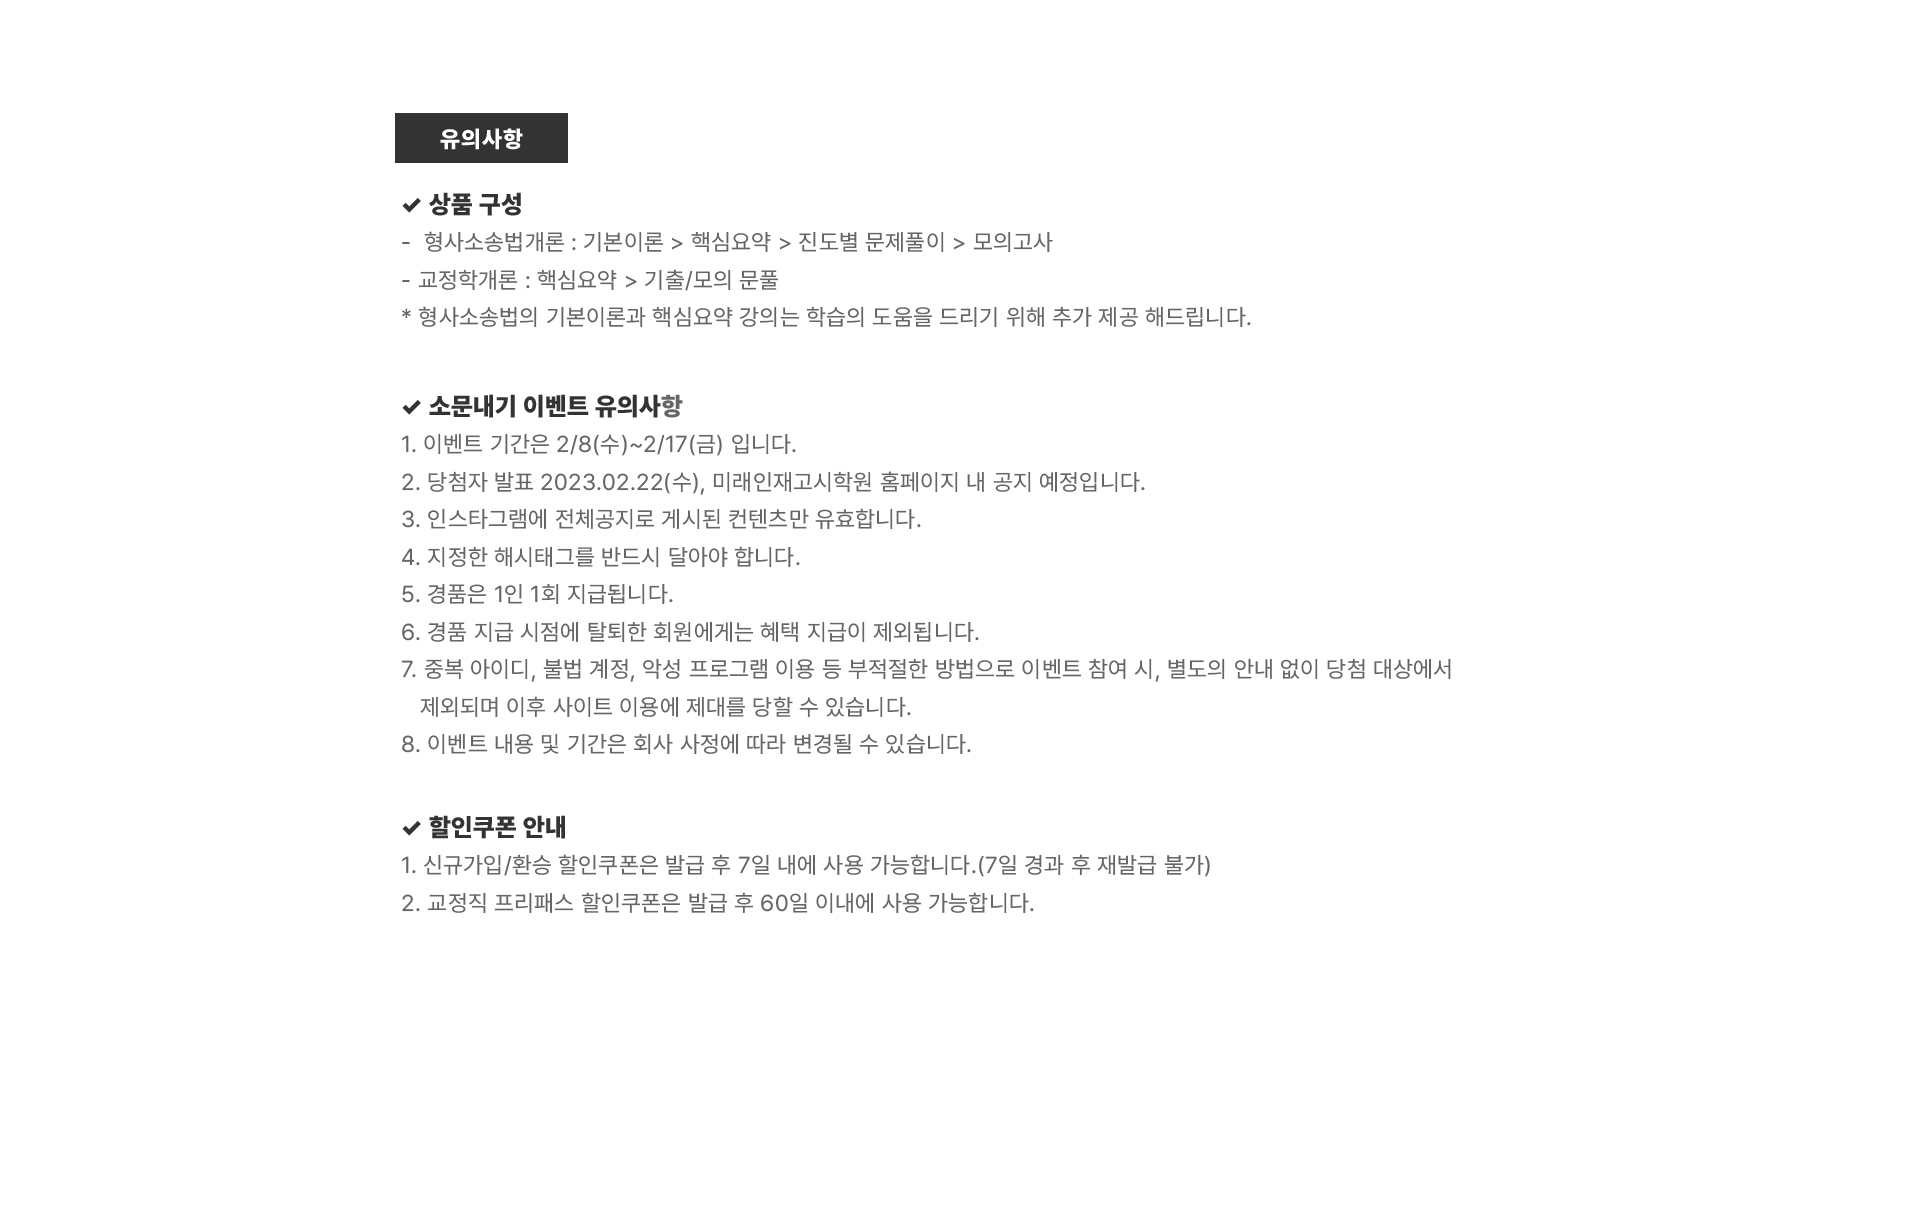 유의사항
✔ 상품 구성
-  형사소송법개론 : 기본이론 > 핵심요약 > 진도별 문제풀이 > 모의고사
- 교정학개론 : 핵심요약 > 기출/모의 문풀
* 형사소송법의 기본이론과 핵심요약 강의는 학습의 도움을 드리기 위해 추가 제공 해드립니다.
✔ 소문내기 이벤트 유의사항
1. 이벤트 기간은 2/8(수)~2/17(금) 입니다.
2. 당첨자 발표 2023.02.22(수), 미래인재고시학원 홈페이지 내 공지 예정입니다.
3. 인스타그램에 전체공지로 게시된 컨텐츠만 유효합니다.
4. 지정한 해시태그를 반드시 달아야 합니다.
5. 경품은 1인 1회 지급됩니다.
6. 경품 지급 시점에 탈퇴한 회원에게는 혜택 지급이 제외됩니다.
7. 중복 아이디, 불법 계정, 악성 프로그램 이용 등 부적절한 방법으로 이벤트 참여 시, 별도의 안내 없이 당첨 대상에서
제외되며 이후 사이트 이용에 제대를 당할 수 있습니다.
8. 이벤트 내용 및 기간은 회사 사정에 따라 변경될 수 있습니다.
✔ 할인쿠폰 안내
1. 신규가입/환승 할인쿠폰은 발급 후 7일 내에 사용 가능합니다.(7일 경과 후 재발급 불가)
2. 교정직 프리패스 할인쿠폰은 발급 후 60일 이내에 사용 가능합니다.